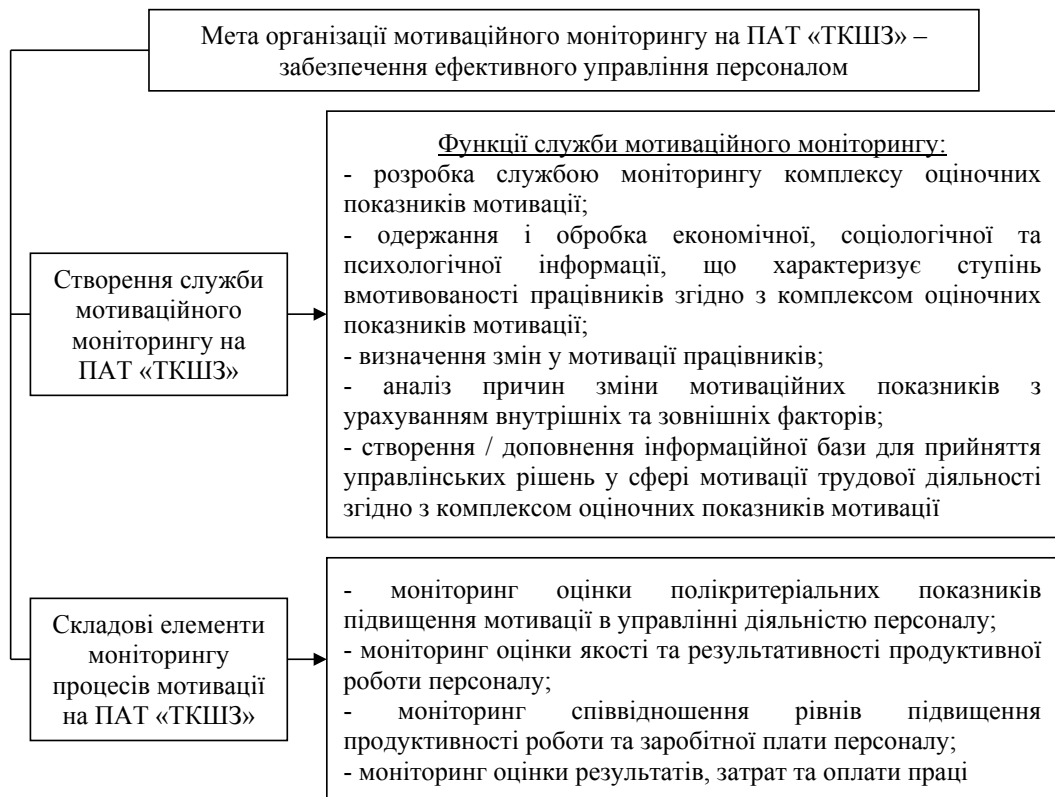 Мета організації мотиваційного моніторингу на ПАТ «ТКШЗ» –
забезпечення ефективного управління персоналом
Створення служби
мотиваційного
моніторингу на
ПАТ «ТКШЗ»
Функції служби мотиваційного моніторингу:
- розробка службою моніторингу комплексу оціночних
показників мотивації;
- одержання і обробка економічної, соціологічної та
психологічної інформації, що характеризує ступінь
вмотивованості працівників згідно з комплексом оціночних
показників мотивації;
- визначення змін у мотивації працівників;
- аналіз причин зміни мотиваційних показників з
урахуванням внутрішніх та зовнішніх факторів;
- створення / доповнення інформаційної бази для прийняття
управлінських рішень у сфері мотивації трудової діяльності
згідно з комплексом оціночних показників мотивації
Складові елементи
моніторингу
процесів мотивації
на ПАТ «ТКШЗ»
- моніторинг оцінки полікритеріальних показників
підвищення мотивації в управлінні діяльністю персоналу;
- моніторинг оцінки якості та результативності продуктивної
роботи персоналу;
- моніторинг співвідношення рівнів підвищення
продуктивності роботи та заробітної плати персоналу;
- моніторинг оцінки результатів, затрат та оплати праці